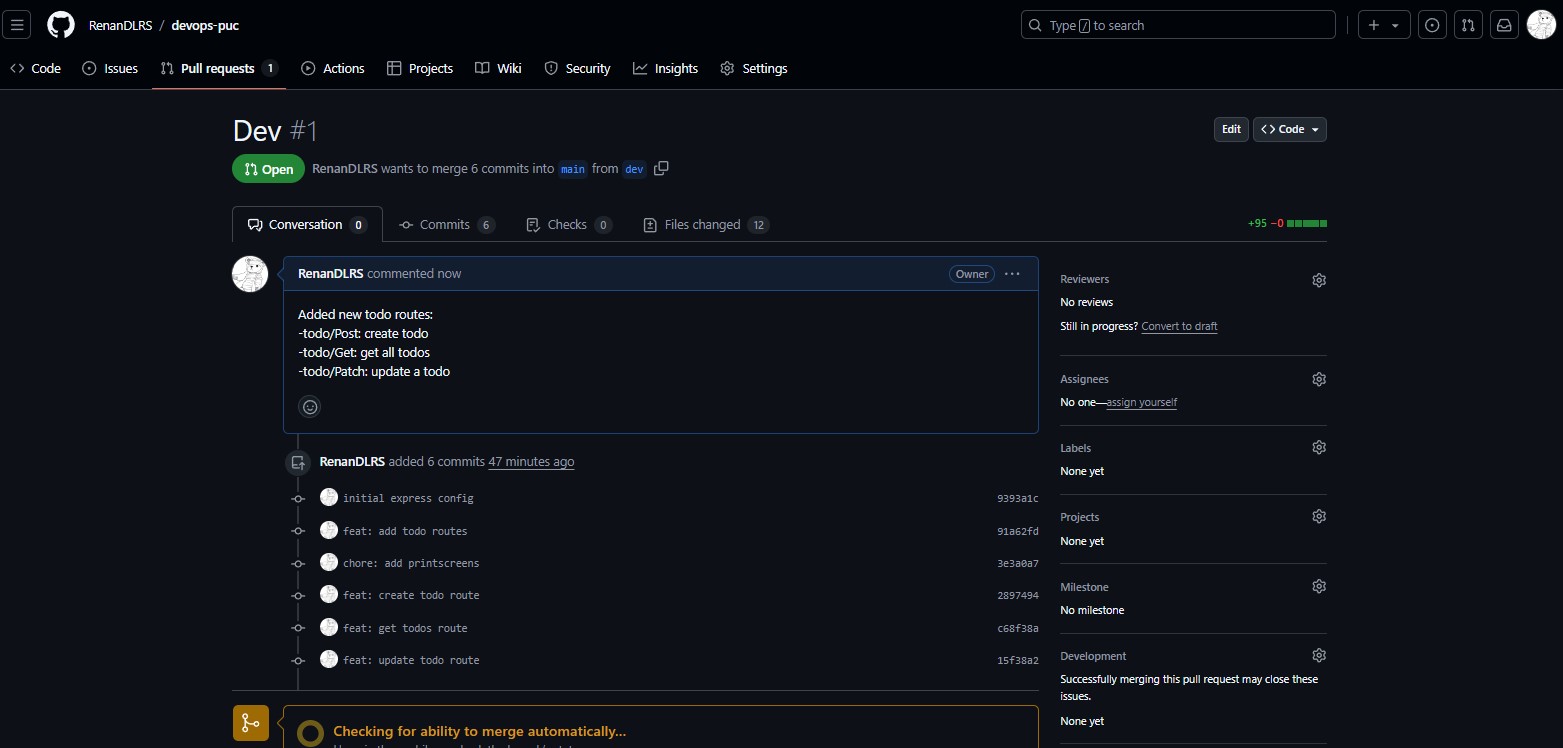 RenanDLRS / devops-puc
Type / to search
Code Issues Pull requests 1 Actions Projects Wiki Security Insights Settings
Dev #1
Edit
Code
Open
RenanDLRS wants to merge 6 commits into main from dev
Conversation 0 Commits 6 Checks 0 Files changed 12
+95 −0
RenanDLRS commented now
Owner
Added new todo routes:
-todo/Post: create todo
-todo/Get: get all todos
-todo/Patch: update a todo
RenanDLRS added 6 commits 47 minutes ago
initial express config 9393a1c
feat: add todo routes 91a62fd
chore: add printscreens 3e3a0a7
feat: create todo route 2897494
feat: get todos route c68f38a
feat: update todo route 15f38a2
Checking for ability to merge automatically...
Reviewers
No reviews
Still in progress? Convert to draft
Assignees
No one—assign yourself
Labels
None yet
Projects
None yet
Milestone
No milestone
Development
Successfully merging this pull request may close these
issues.
None yet